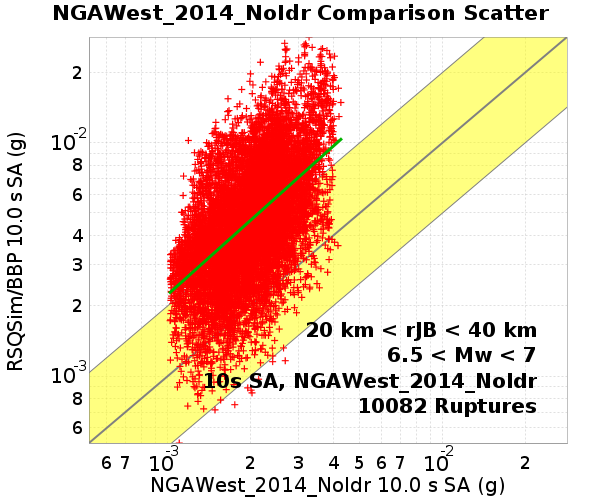 NGAWest_2014_NoIdr Comparison Scatter
RSQSim/BBP 10.0 s SA (g)
2
10-2
8
6
4
3
2
10-3
8
6
20 km < rJB < 40 km
6.5 < Mw < 7
10s SA, NGAWest_2014_NoIdr
10082 Ruptures
6 7 10-3 2 3 4 5 6 7 10-2 2
NGAWest_2014_NoIdr 10.0 s SA (g)